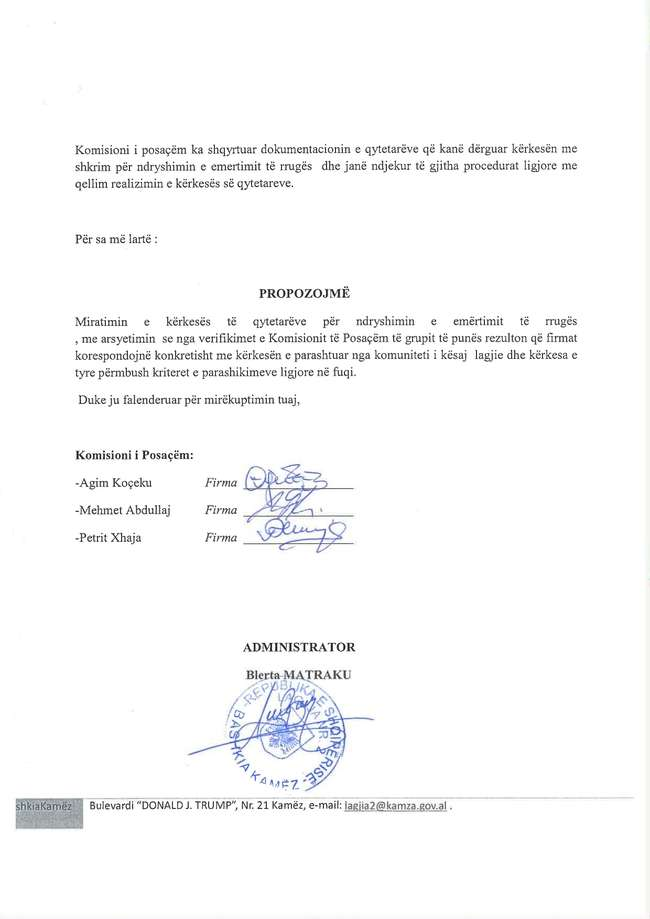 Komisioni i posaçëm ka shqyrtuar dokumentacionin e qytetarëve që kanë dërguar kërkesën me
shkrim për ndryshimin e emertimit të rrugës dhe janë ndjekur të gjitha procedurat ligjore me
qellim realizimin e kërkesës së qytetareve.
Për sa më lartë :
PROPOZOJMË
Miratimin e kërkesës të qytetarëve për ndryshimin e emërtimit të rrugës
, me arsyetimin se nga verifikimet e Komisionit të Posaçëm të grupit të punës rezulton që firmat
korespondojnë konkretisht me kërkesën e parashtuar nga komuniteti i kësaj lagjie dhe kërkesa e
tyre përmbush kriteret e parashikimeve ligjore në fuqi.
Duke ju falenderuar për mirëkuptimin tuaj,
Komisioni i Posaçëm:
-Agim Koçeku Firma
-Mehmet Abdullaj Firma
-Petrit Xhaja Firma
ADMINISTRATOR
Blerta MATRAKU
-REPUBLIKA E SHQIPËRISË-
LAGJJA NR. 2
BASHKIA KAMËZ
shkiaKamëz Bulevardi “DONALD J. TRUMP”, Nr. 21 Kamëz, e-mail: lagjia2@kamza.gov.al .